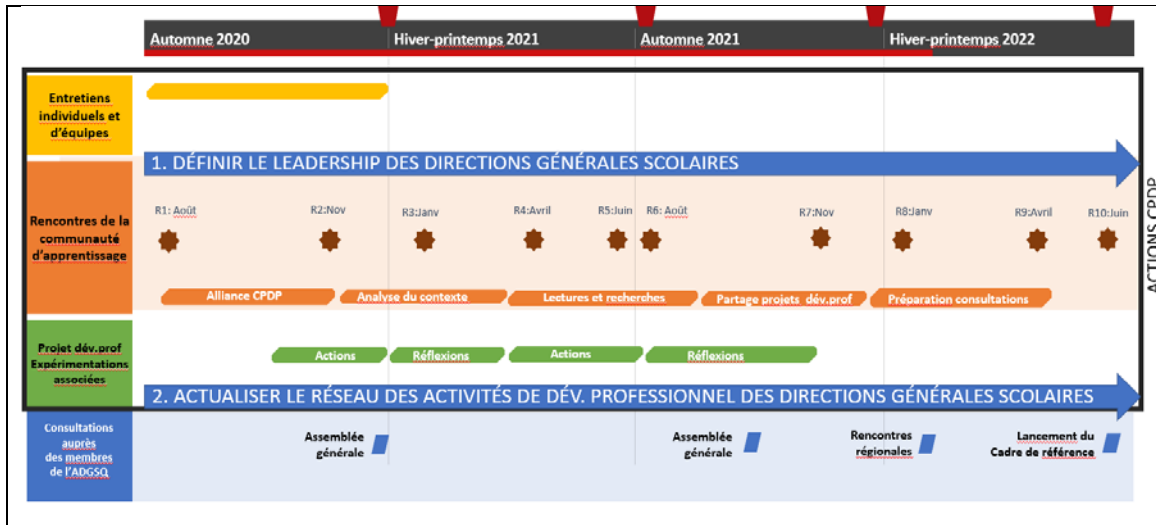 Automne 2020
Hiver-printemps 2021
Automne 2021
Hiver-printemps 2022
Entretiens
individuels et
d'équipes
1. DÉFINIR LE LEADERSHIP DES DIRECTIONS GÉNÉRALES SCOLAIRES
Rencontres de la
communauté
d'apprentissage
R1: Août
R2:Nov
R3:Janv
R4:Avril
R5:Juin
R6: Août
R7:Nov
R8:Janv
R9:Avril
R10:Juin
Alliance CPDP
Analyse du contexte
Lectures et recherches
Partage projets dév.prof
Préparation consultations
Projet dév.prof
Expérimentations
associées
Actions
Réflexions
Actions
Réflexions
2. ACTUALISER LE RÉSEAU DES ACTIVITÉS DE DÉV. PROFESSIONNEL DES DIRECTIONS GÉNÉRALES SCOLAIRES
ACTIONS CPDP
Consultations
auprès
des membres
de l'ADGSQ
Assemblée
générale
Assemblée
générale
Rencontres
régionales
Lancement du
Cadre de référence